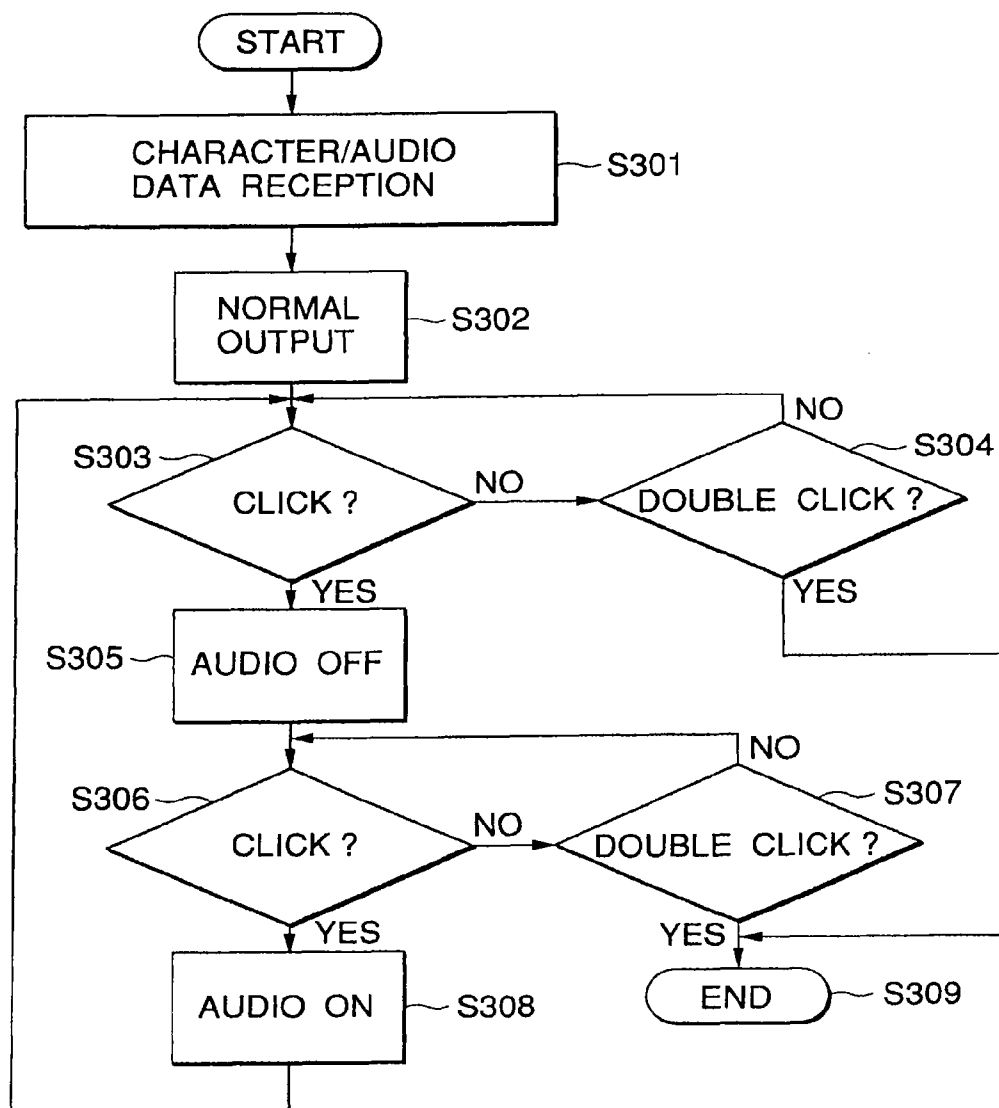 START
CHARACTER/AUDIO
DATA RECEPTION
S301
NORMAL
OUTPUT
S302
NO
S303
S304
CLICK ?
NO
DOUBLE CLICK ?
YES
YES
S305
AUDIO OFF
NO
S306
S307
CLICK ?
NO
DOUBLE CLICK ?
YES
YES
AUDIO ON
S308
END
S309